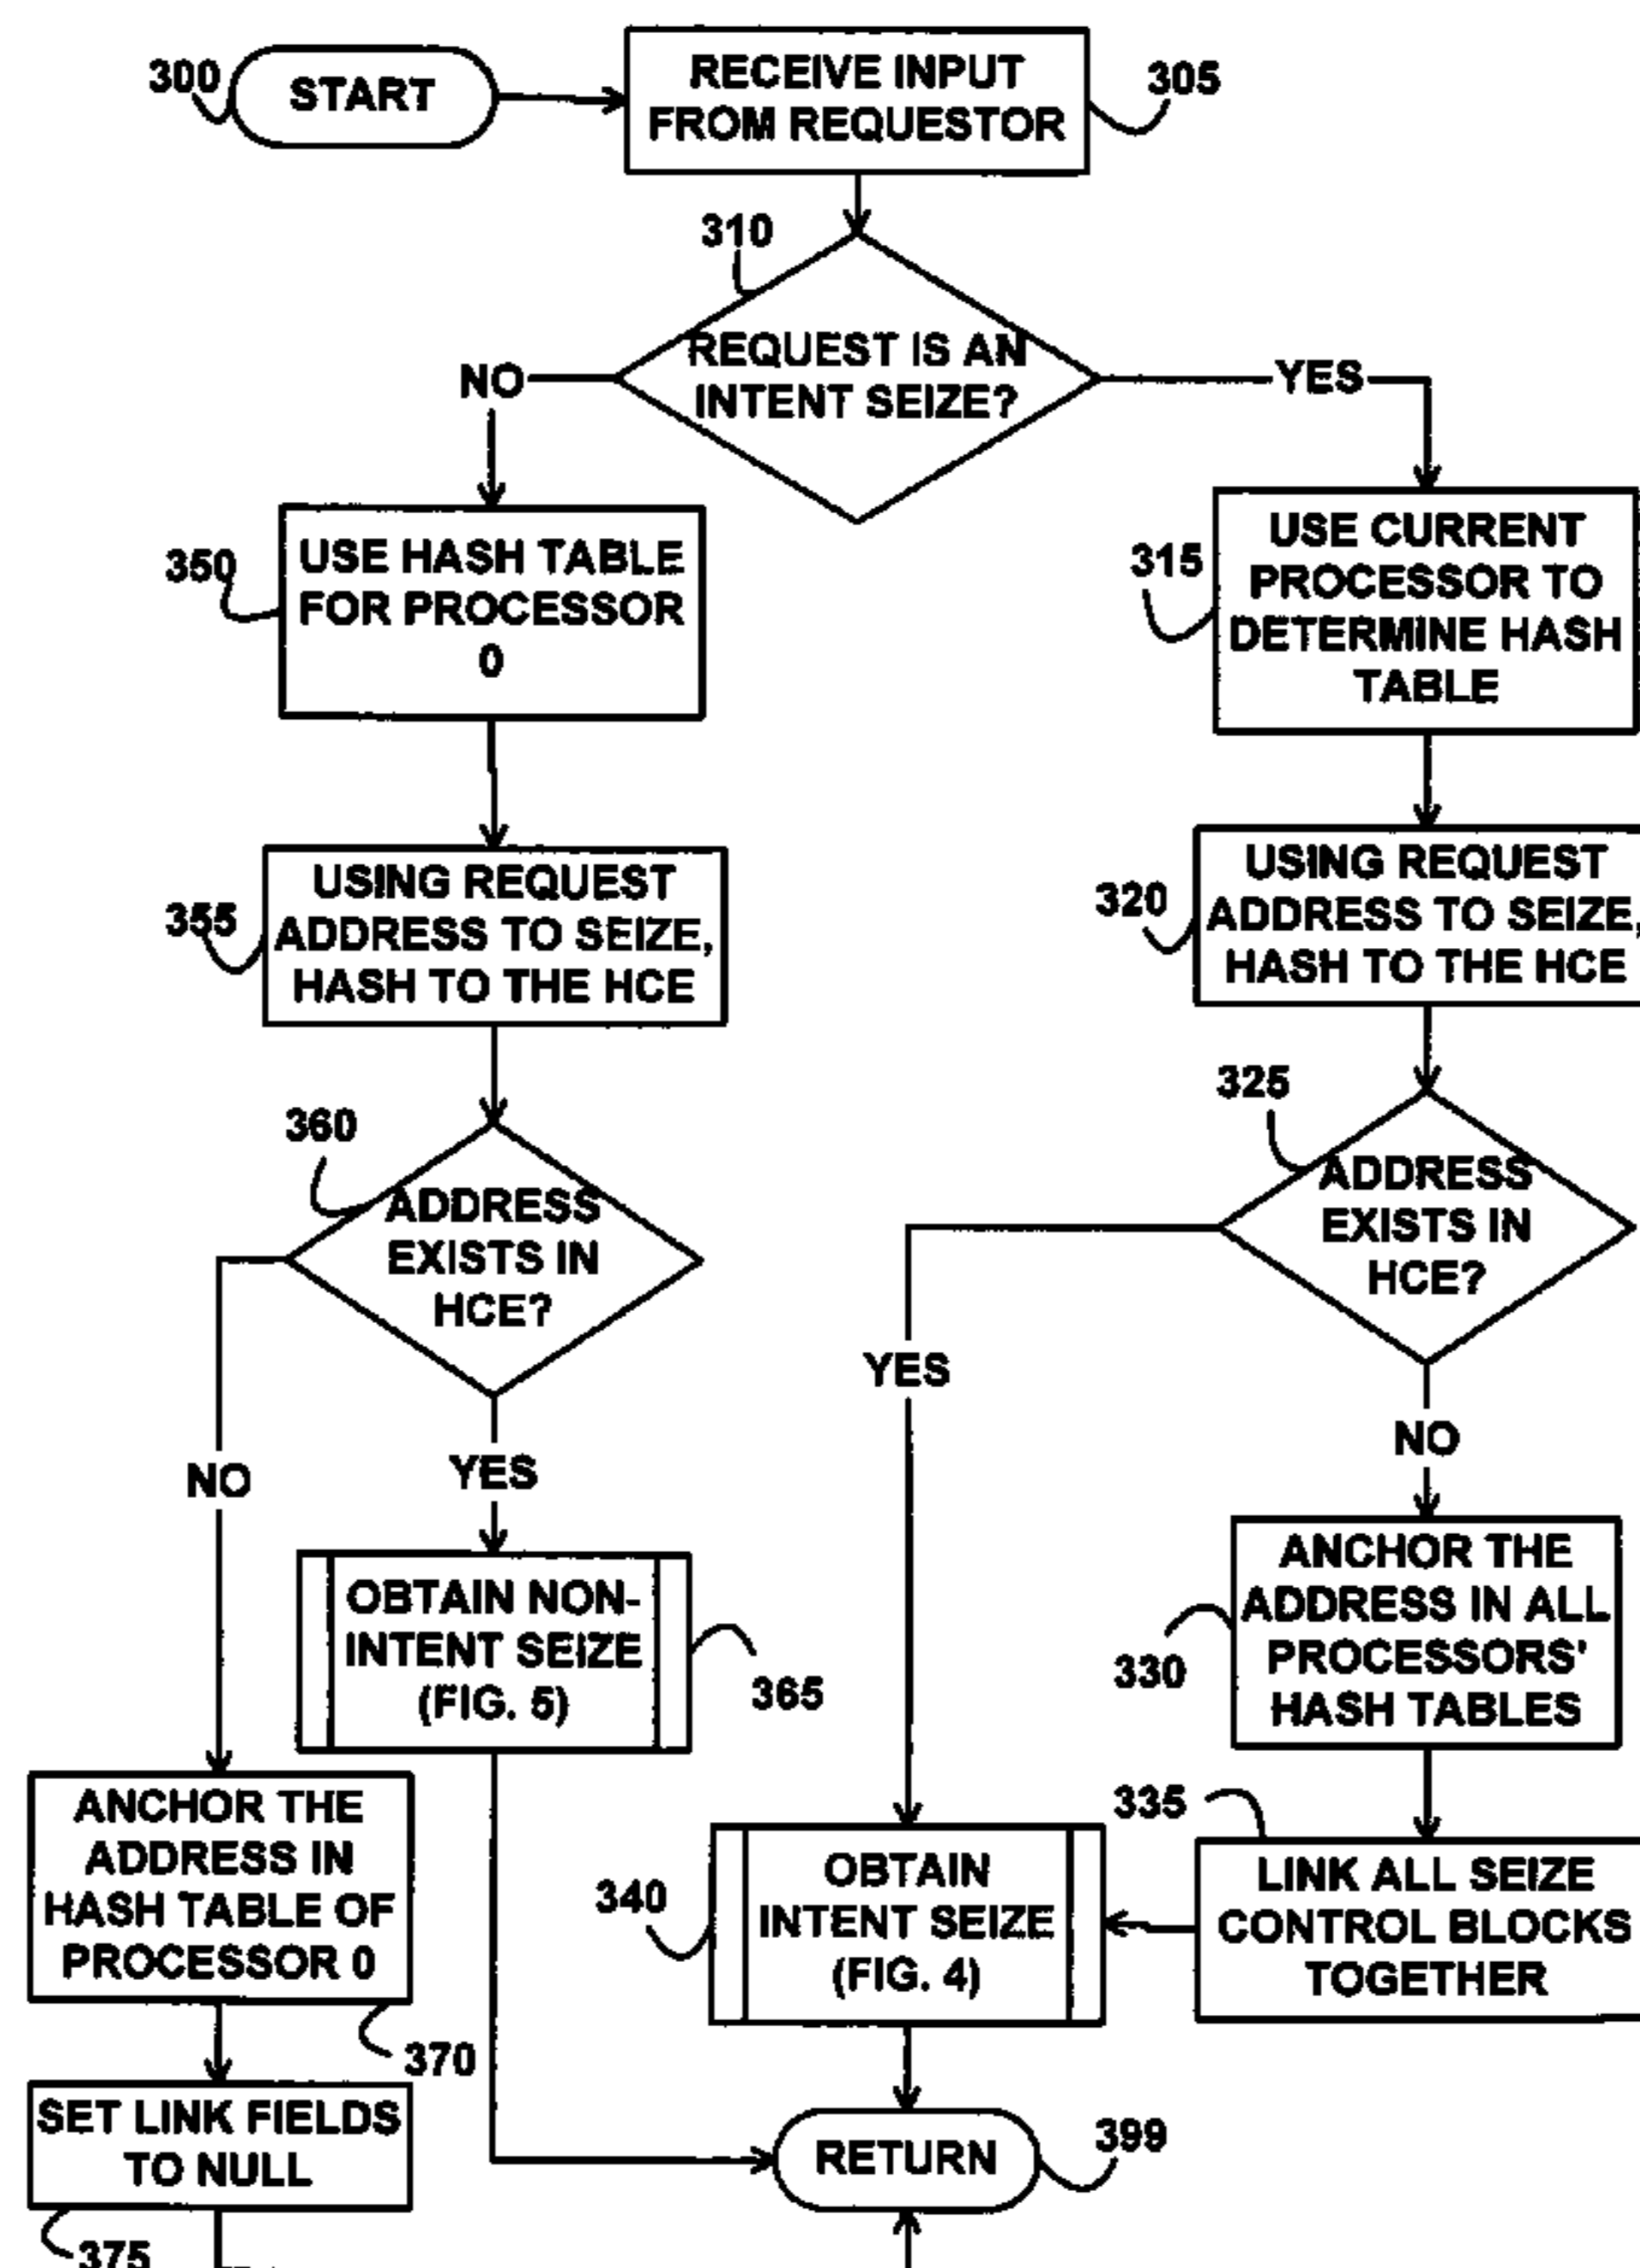 300
START
RECEIVE INPUT
FROM REQUESTOR
305
310
REQUEST IS AN
INTENT SEIZE?
NO
YES
350
USE HASH TABLE
FOR PROCESSOR
0
315
USE CURRENT
PROCESSOR TO
DETERMINE HASH
TABLE
355
USING REQUEST
ADDRESS TO SEIZE,
HASH TO THE HCE
320
USING REQUEST
ADDRESS TO SEIZE,
HASH TO THE HCE
360
ADDRESS
EXISTS IN
HCE?
325
ADDRESS
EXISTS IN
HCE?
NO
YES
YES
NO
OBTAIN NON-
INTENT SEIZE
(FIG. 5)
365
330
ANCHOR THE
ADDRESS IN ALL
PROCESSORS'
HASH TABLES
ANCHOR THE
ADDRESS IN
HASH TABLE OF
PROCESSOR 0
370
340
OBTAIN
INTENT SEIZE
(FIG. 4)
335
LINK ALL SEIZE
CONTROL BLOCKS
TOGETHER
SET LINK FIELDS
TO NULL
375
RETURN
399